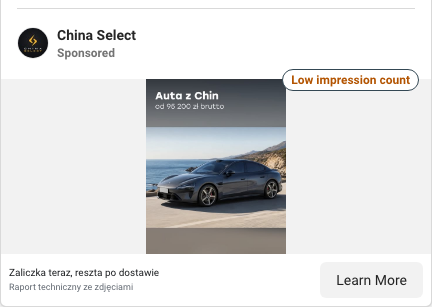 China Select
Sponsored
Low impression count
Auta z Chin
od 95 200 zł brutto
Zaliczka teraz, reszta po dostawie
Raport techniczny ze zdjęciami
Learn More